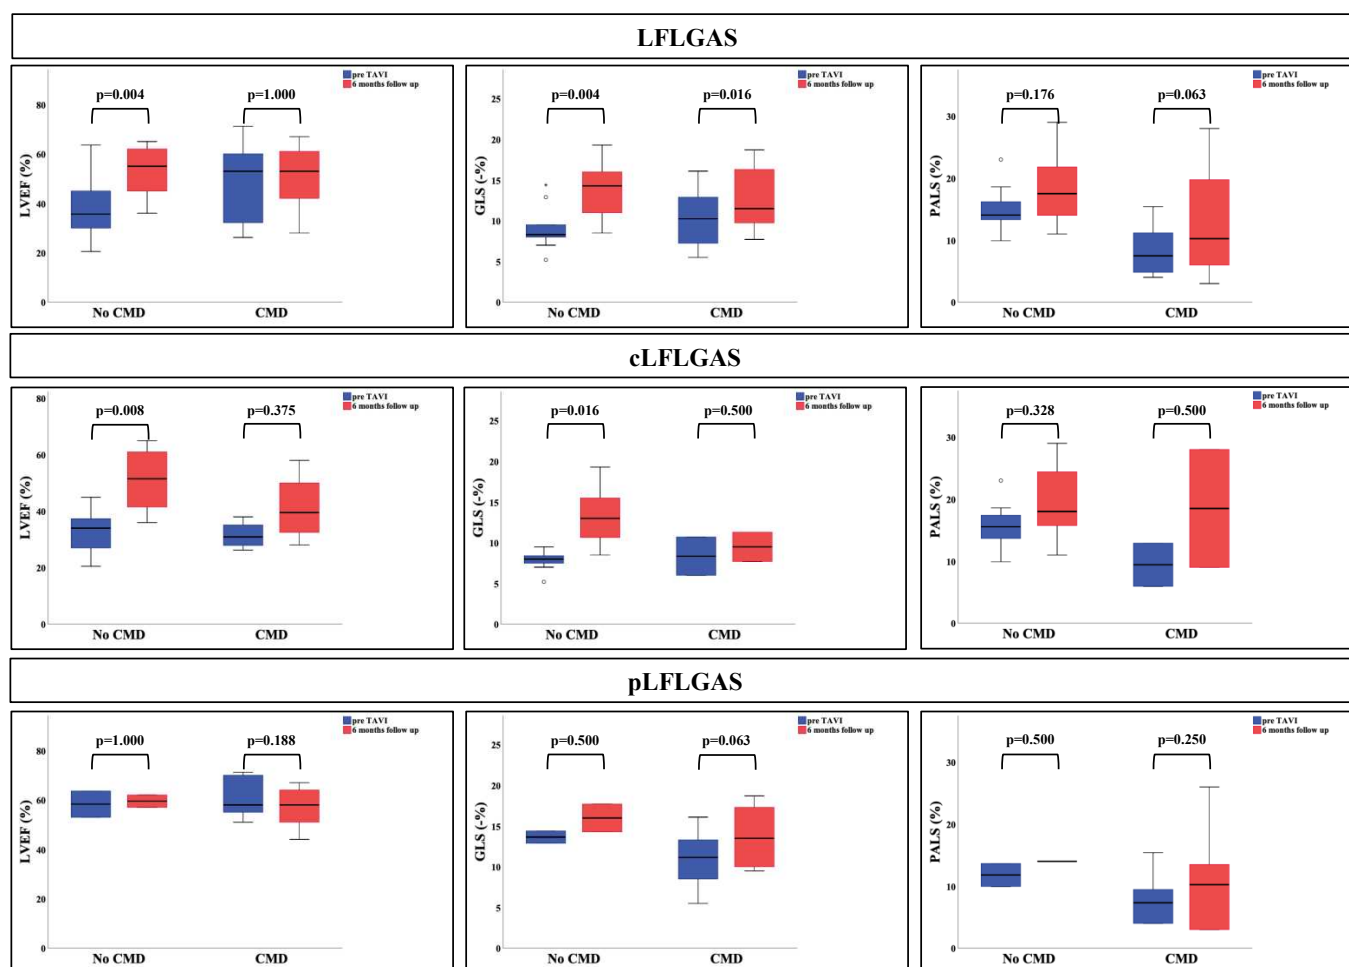 LFLGAS
pre TAVI
6 months follow up
p=0.004
p=1.000
LVEF (%)
80
60
40
20
0
No CMD
CMD
pre TAVI
6 months follow up
p=0.004
p=0.016
GLS (-%)
25
20
15
10
5
0
No CMD
CMD
pre TAVI
6 months follow up
p=0.176
p=0.063
PALS (%)
30
20
10
0
No CMD
CMD
cLFLGAS
pre TAVI
6 months follow up
p=0.008
p=0.375
LVEF (%)
80
60
40
20
0
No CMD
CMD
pre TAVI
6 months follow up
p=0.016
p=0.500
GLS (-%)
25
20
15
10
5
0
No CMD
CMD
pre TAVI
6 months follow up
p=0.328
p=0.500
PALS (%)
30
20
10
0
No CMD
CMD
pLFLGAS
pre TAVI
6 months follow up
p=1.000
p=0.188
LVEF (%)
80
60
40
20
0
No CMD
CMD
pre TAVI
6 months follow up
p=0.500
p=0.063
GLS (-%)
25
20
15
10
5
0
No CMD
CMD
pre TAVI
6 months follow up
p=0.500
p=0.250
PALS (%)
30
20
10
0
No CMD
CMD